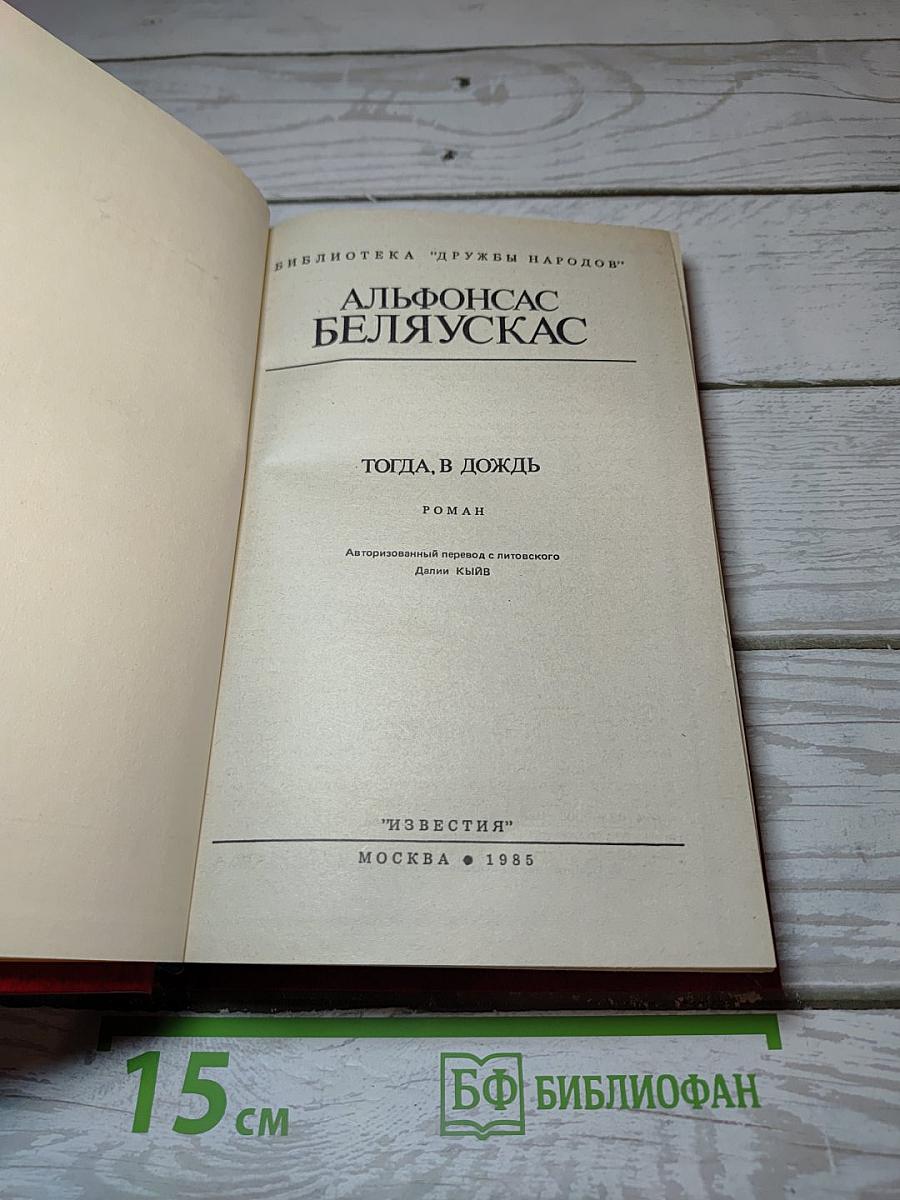 БИБЛИОТЕКА "ДРУЖБЫ НАРОДОВ"
АЛЬФОНСАС
БЕЛЯУСКАС
ТОГДА, В ДОЖДЬ
РОМАН
Авторизованный перевод с литовского
Далии КЫЙВ
"ИЗВЕСТИЯ"
МОСКВА ● 1985
15 см
БФ БИБЛИОФАН